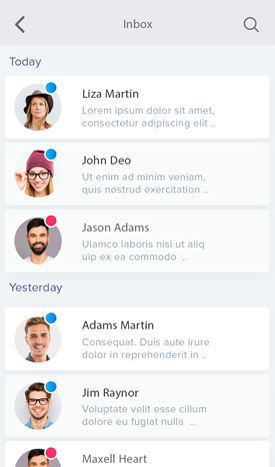 Inbox
Today
Liza Martin
Lorem ipsum dolor sit amet,
consectetur adipiscing elit ..
John Deo
Ut enim ad minim veniam,
quis nostrud exercitation ..
Jason Adams
Ulamco laboris nisi ut aliq
uip ex ea commodo ..
Yesterday
Adams Martin
Consequat. Duis aute irure
dolor in reprehenderit in ..
Jim Raynor
Voluptate velit esse cillum
dolore eu fugiat nulla ..
Maxell Heart